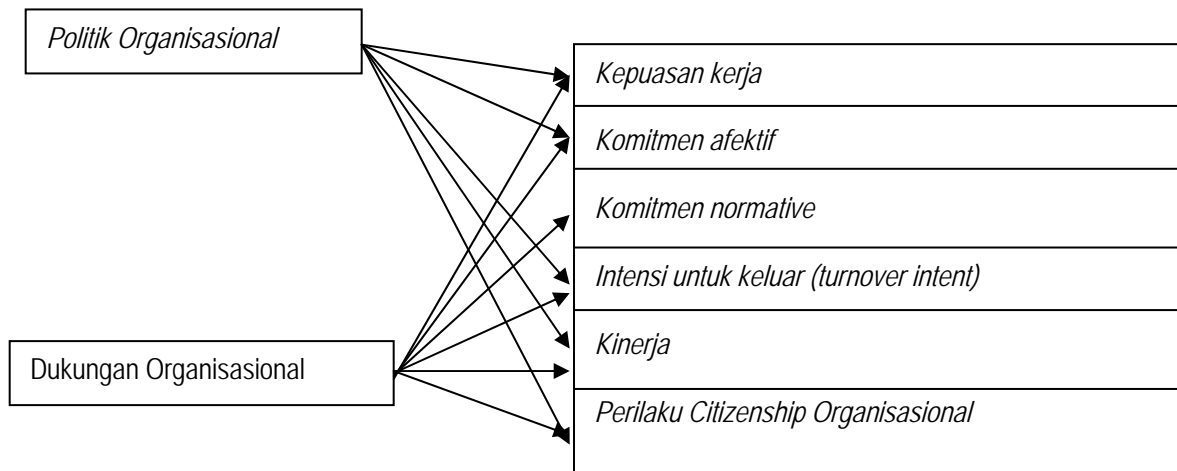 Politik Organisasional
Kepuasan kerja
Komitmen afektif
Komitmen normative
Intensi untuk keluar (turnover intent)
Kinerja
Dukungan Organisasional
Perilaku Citizenship Organisasional